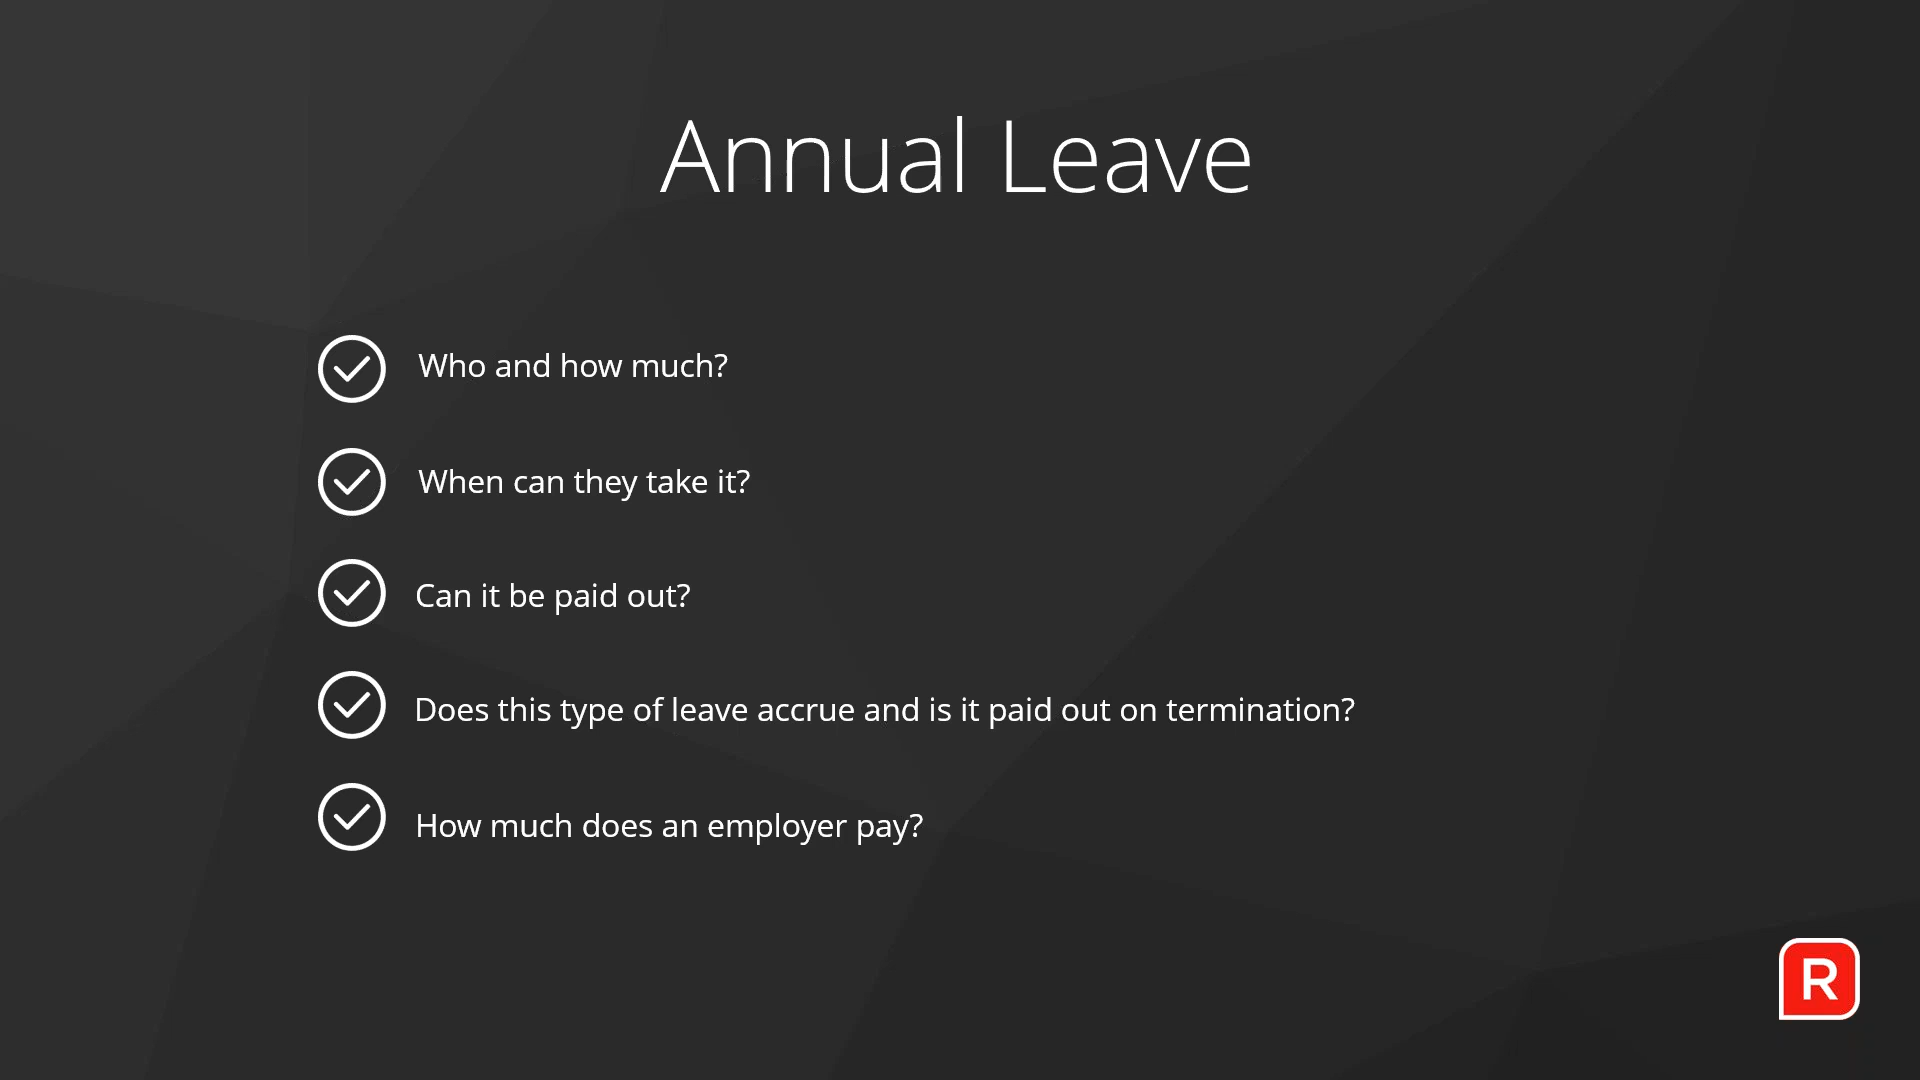 Annual Leave
Who and how much?
When can they take it?
Can it be paid out?
Does this type of leave accrue and is it paid out on termination?
How much does an employer pay?
R